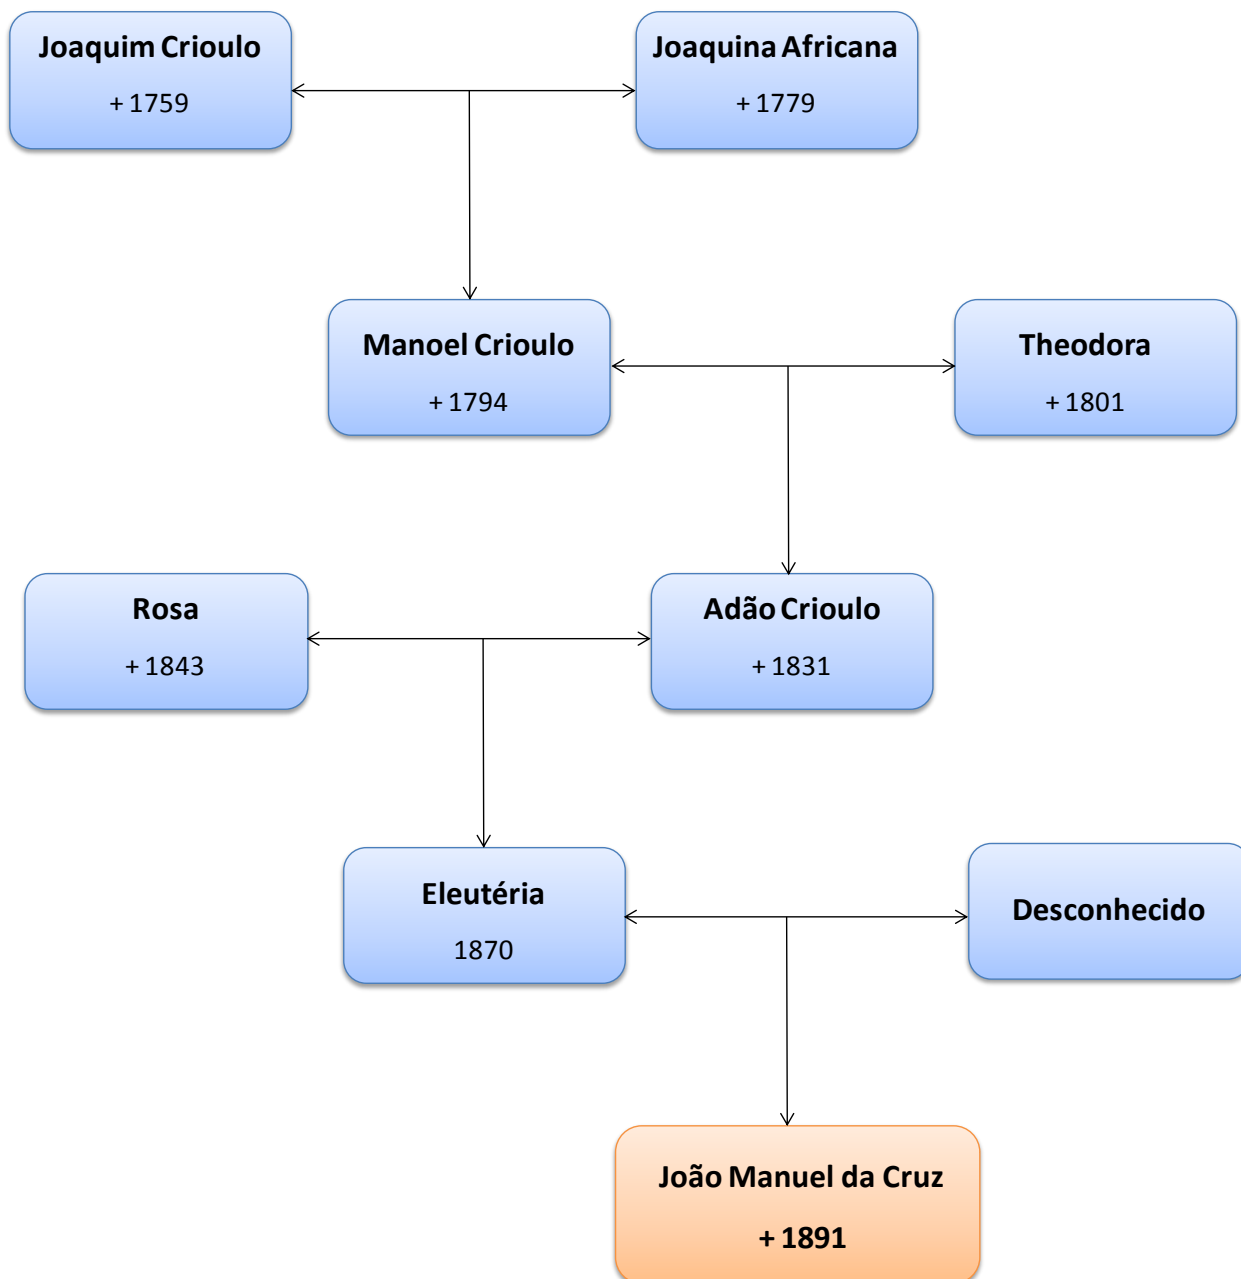 Joaquim Crioulo
+ 1759
Joaquina Africana
+ 1779
Manoel Crioulo
+ 1794
Theodora
+ 1801
Rosa
+ 1843
Adão Crioulo
+ 1831
Eleutéria
1870
Desconhecido
João Manuel da Cruz
+ 1891